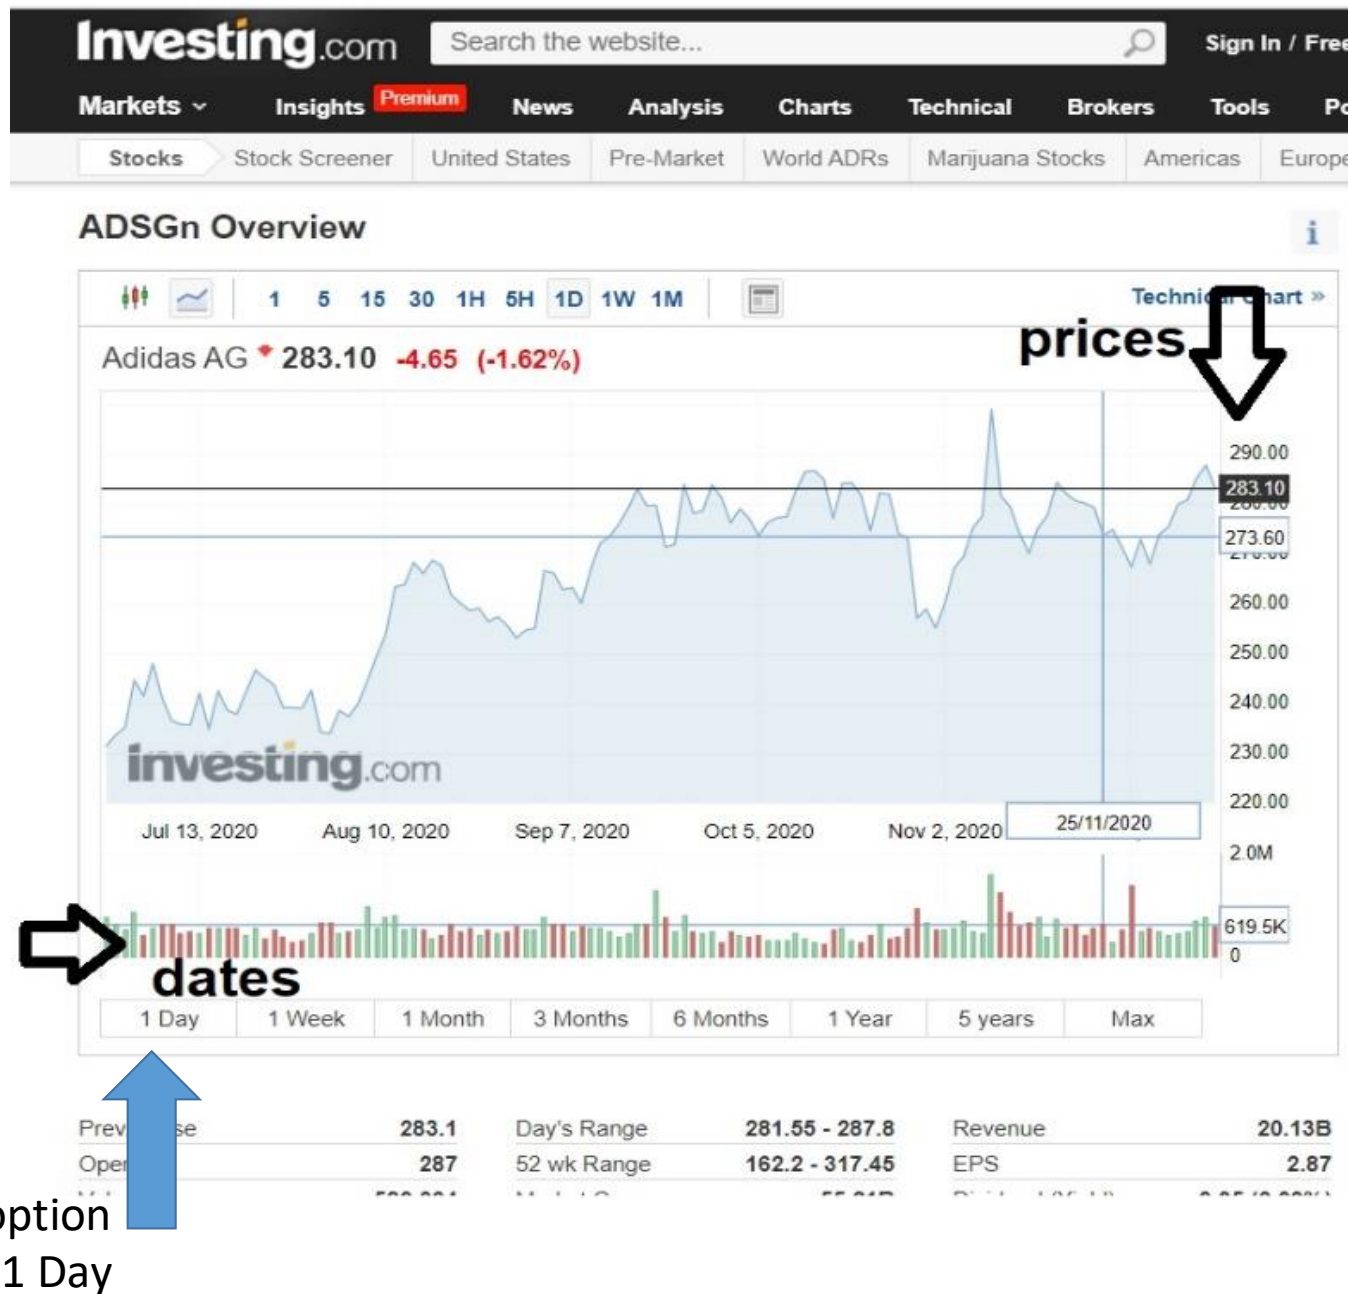 Investing.com Search the website... Sign In / Free
Markets Insights Premium News Analysis Charts Technical Brokers Tools
Stocks Stock Screener United States Pre-Market World ADRs Marijuana Stocks Americas Europe
ADSGn Overview
i
1 5 15 30 1H 5H 1D 1W 1M
Technical Chart »
prices
Adidas AG 283.10 -4.65 (-1.62%)
290.00
283.10
280.00
273.60
270.00
260.00
250.00
240.00
230.00
Investing.com
220.00
Jul 13, 2020 Aug 10, 2020 Sep 7, 2020 Oct 5, 2020 Nov 2, 2020 25/11/2020
2.0M
619.5K
0
dates
1 Day 1 Week 1 Month 3 Months 6 Months 1 Year 5 years Max
283.1 Day's Range 281.55 - 287.8 Revenue 20.13B
287 52 wk Range 162.2 - 317.45 EPS 2.87
option
1 Day